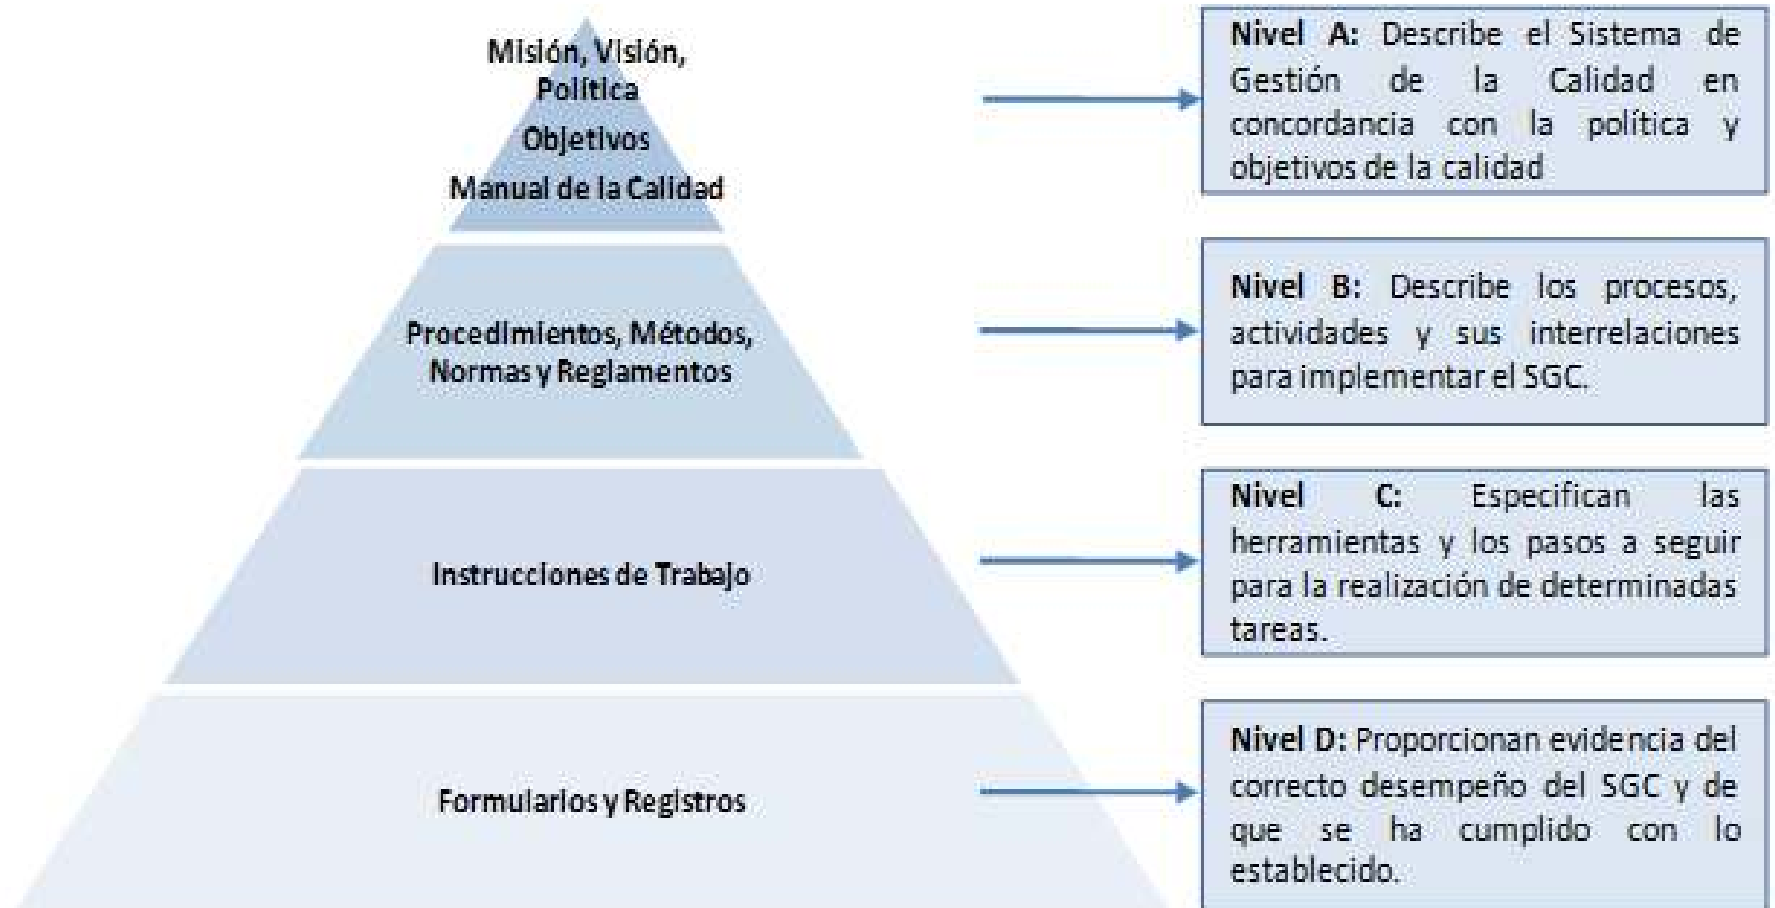 Misión, Visión,
Política
Objetivos
Manual de la Calidad
Nivel A: Describe el Sistema de
Gestión de la Calidad en
concordancia con la política y
objetivos de la calidad
Procedimientos, Métodos,
Normas y Reglamentos
Nivel B: Describe los procesos,
actividades y sus interrelaciones
para implementar el SGC.
Instrucciones de Trabajo
Nivel C: Especifican las
herramientas y los pasos a seguir
para la realización de determinadas
tareas.
Formularios y Registros
Nivel D: Proporcionan evidencia del
correcto desempeño del SGC y de
que se ha cumplido con lo
establecido.